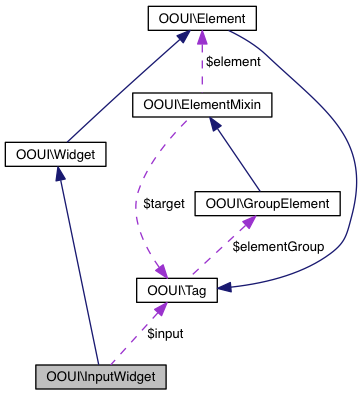 OOUI\Element
$element
OOUI\ElementMixin
OOUI\Widget
$target
OOUI\GroupElement
$elementGroup
OOUI\Tag
$input
OOUI\InputWidget